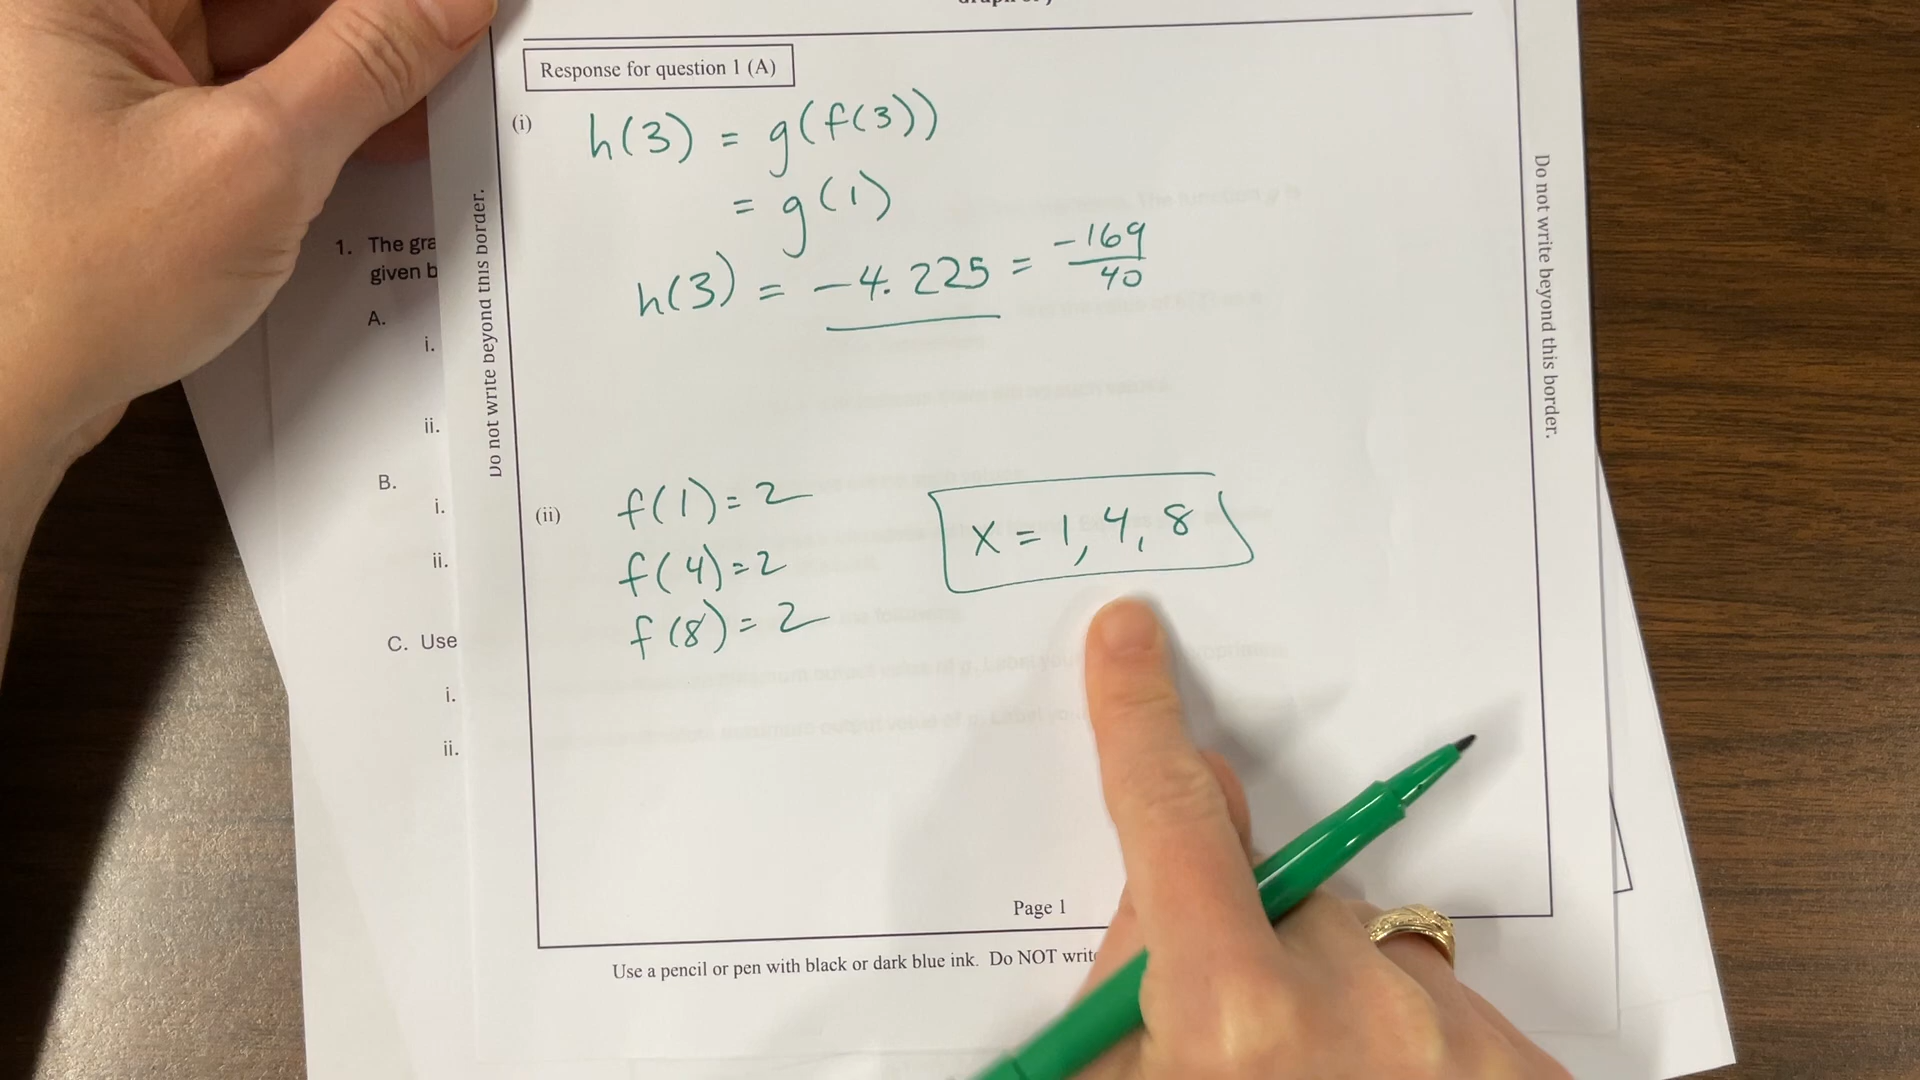 Response for question 1 (A)
(i)
h(3) = g(f(3))
= g(1)
h(3) = -4.225 = -169/40
(ii)
f(1)=2
f(4)=2
f(8)=2
x = 1, 4, 8
Page 1
Use a pencil or pen with black or dark blue ink. Do NOT write
Do not write beyond this border.
Do not write beyond this border.
1. The gra
given b
A.
i.
ii.
B.
i.
ii.
C. Use
i.
ii.